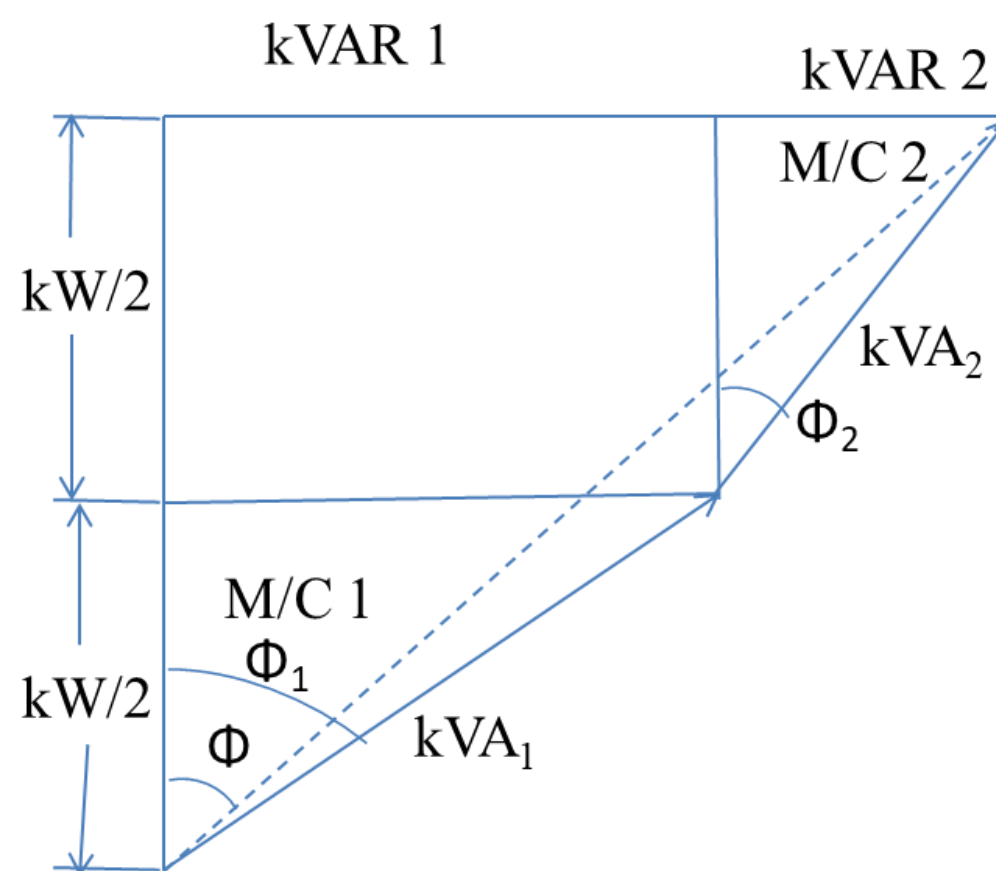 kVAR 1
kVAR 2
M/C 2
kW/2
kVA₂
Φ₂
M/C 1
Φ₁
kW/2
Φ
kVA₁